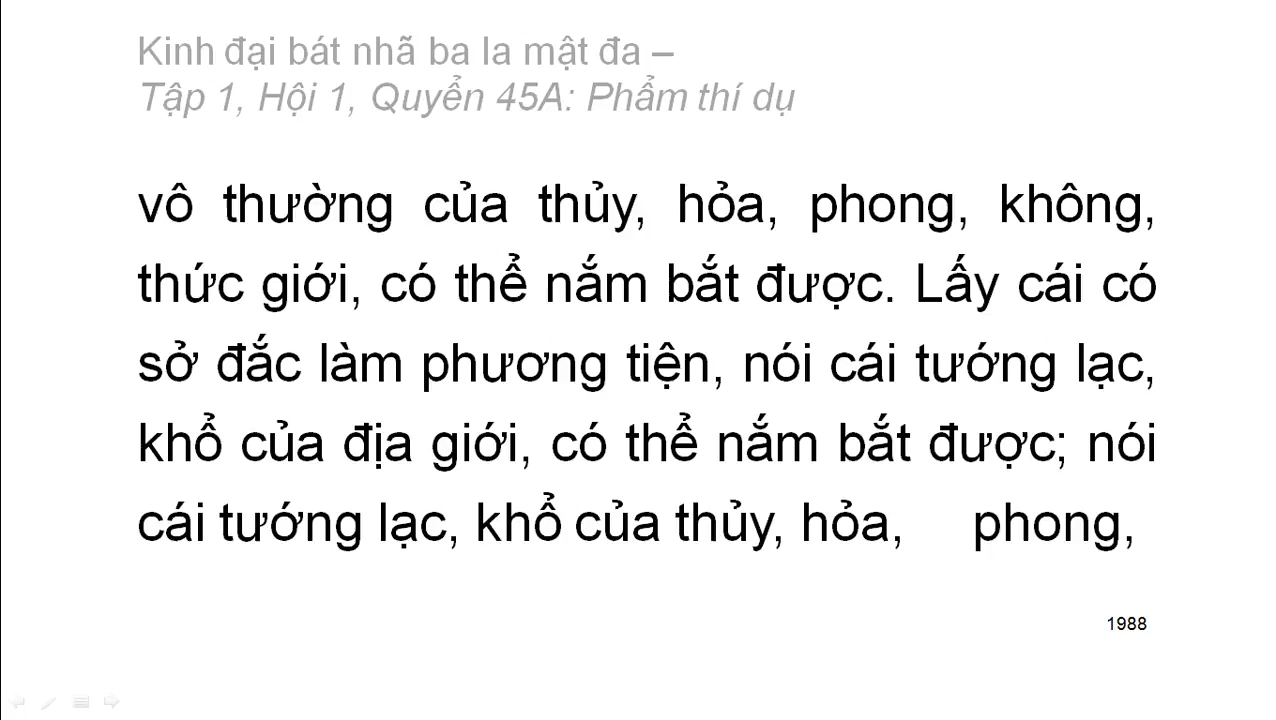 Kinh đại bát nhã ba la mật đa –
Tập 1, Hội 1, Quyển 45A: Phẩm thí dụ
vô thường của thủy, hỏa, phong, không,
thức giới, có thể nắm bắt được. Lấy cái có
sở đắc làm phương tiện, nói cái tướng lạc,
khổ của địa giới, có thể nắm bắt được; nói
cái tướng lạc, khổ của thủy, hỏa, phong,
1988